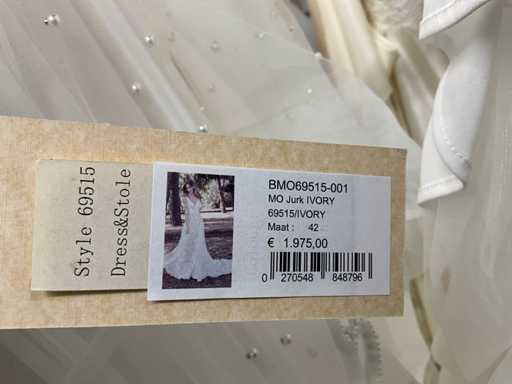 Style 69515
Dress&Stole
BMO69515-001
MO Jurk IVORY
69515/IVORY
Maat : 42
€ 1.975,00
0 270548 848796